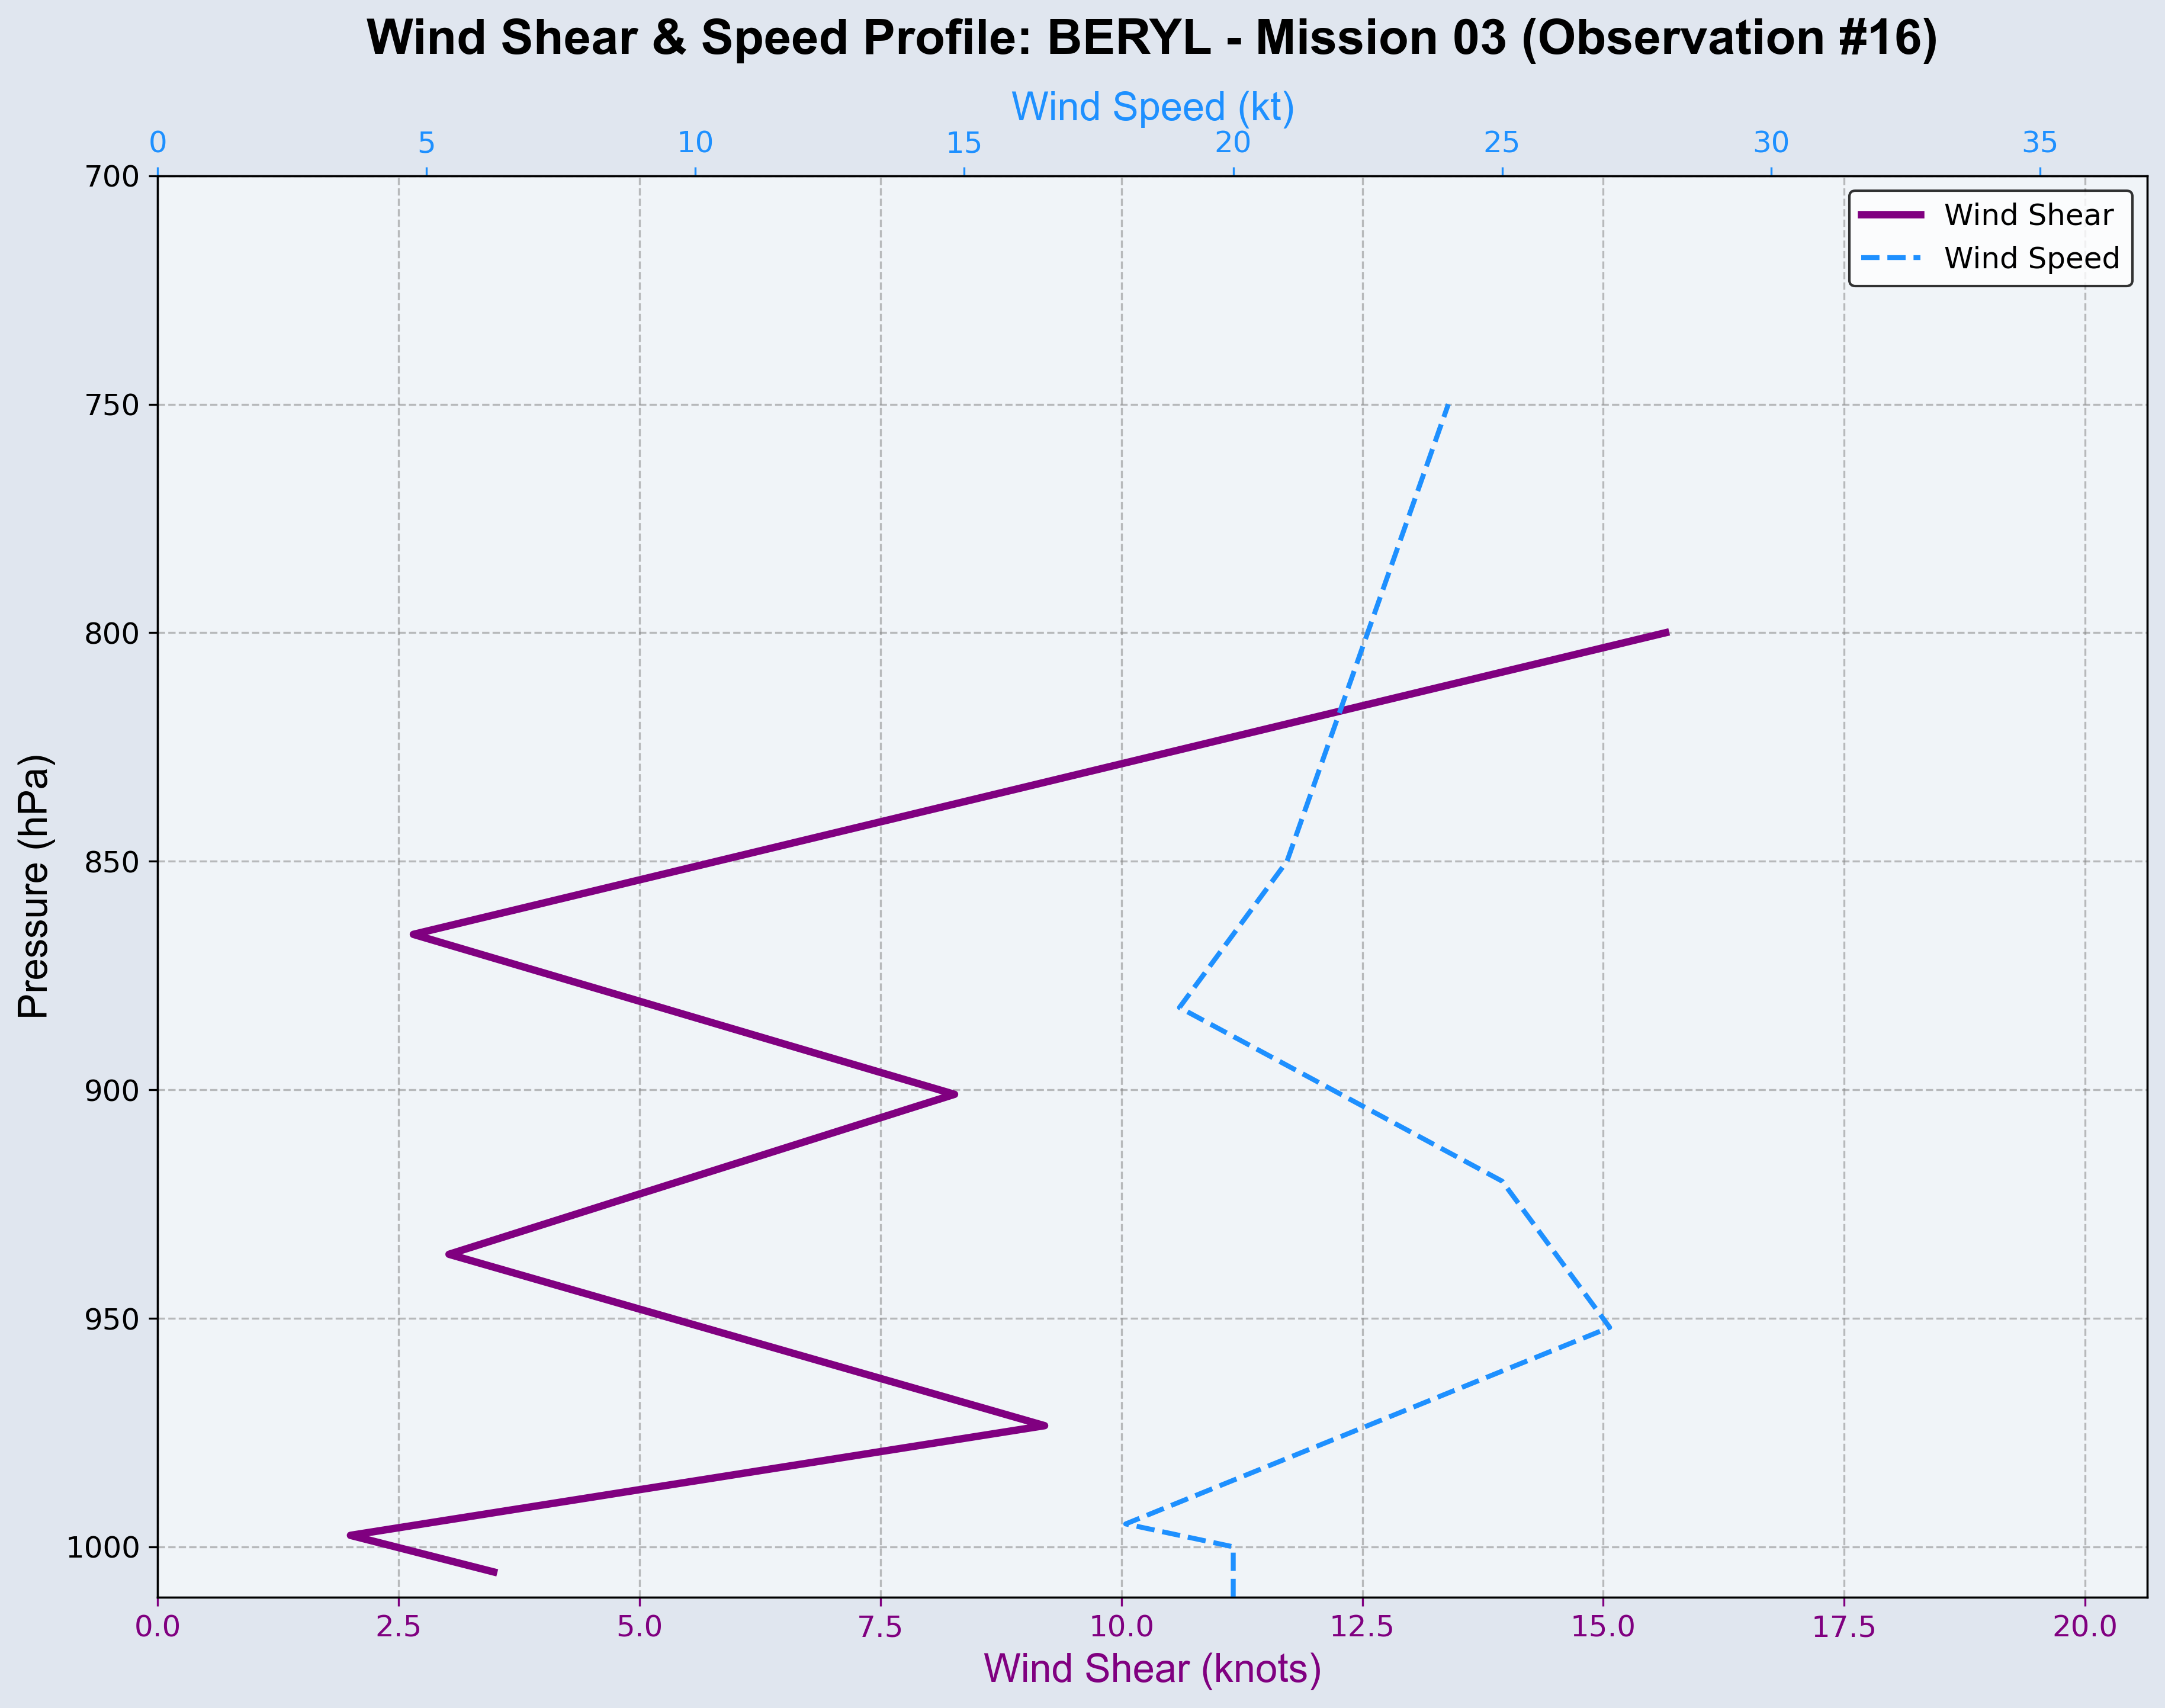 Wind Shear & Speed Profile: BERYL - Mission 03 (Observation #16)
Wind Speed (kt)
0 5 10 15 20 25 30 35
Wind Shear
Wind Speed
700
750
800
850
900
950
1000
Pressure (hPa)
0.0 2.5 5.0 7.5 10.0 12.5 15.0 17.5 20.0
Wind Shear (knots)